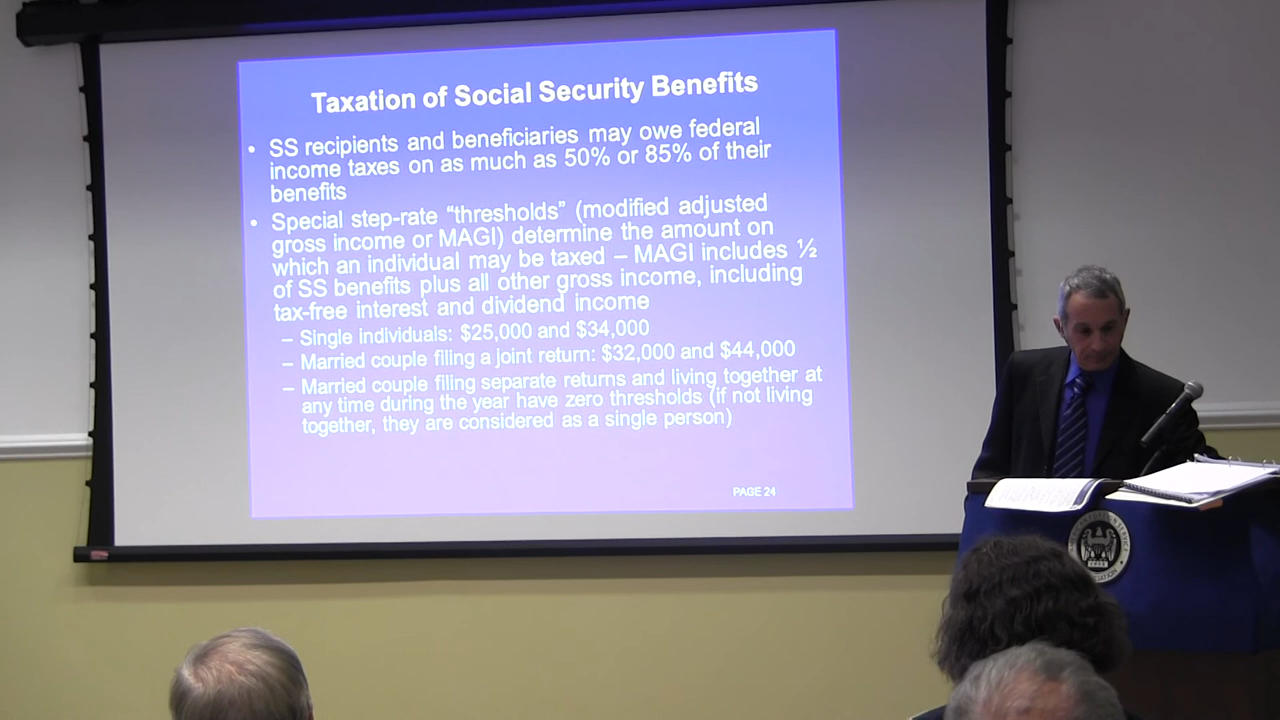 Taxation of Social Security Benefits
• SS recipients and beneficiaries may owe federal
income taxes on as much as 50% or 85% of their
benefits
• Special step-rate “thresholds” (modified adjusted
gross income or MAGI) determine the amount on
which an individual may be taxed – MAGI includes ½
of SS benefits plus all other gross income, including
tax-free interest and dividend income
– Single individuals: $25,000 and $34,000
– Married couple filing a joint return: $32,000 and $44,000
– Married couple filing separate returns and living together at
any time during the year have zero thresholds (if not living
together, they are considered as a single person)
PAGE 24